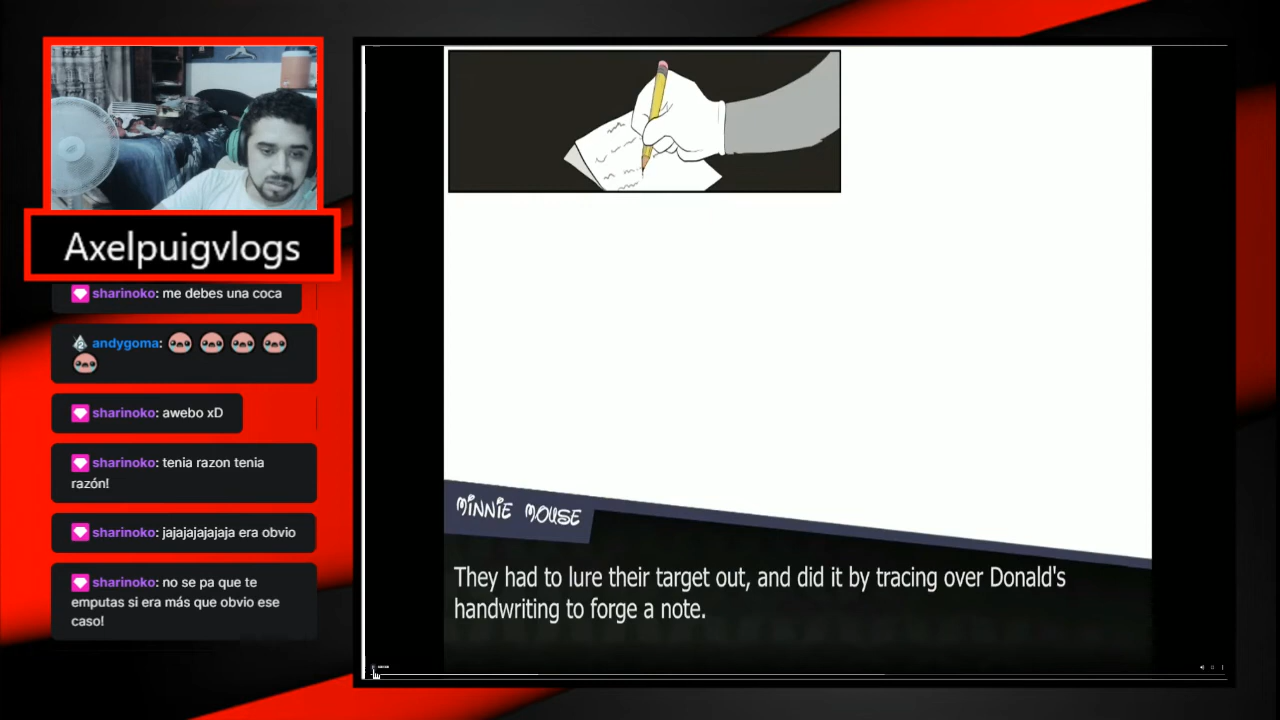 Axelpuigvlogs
sharinoko: me debes una coca
andygoma:
sharinoko: awebo xD
sharinoko: tenia razon tenia
razón!
sharinoko: jajajajajajaja era obvio
sharinoko: no se pa que te
emputas si era más que obvio ese
caso!
MINNIE MOUSE
They had to lure their target out, and did it by tracing over Donald's
handwriting to forge a note.